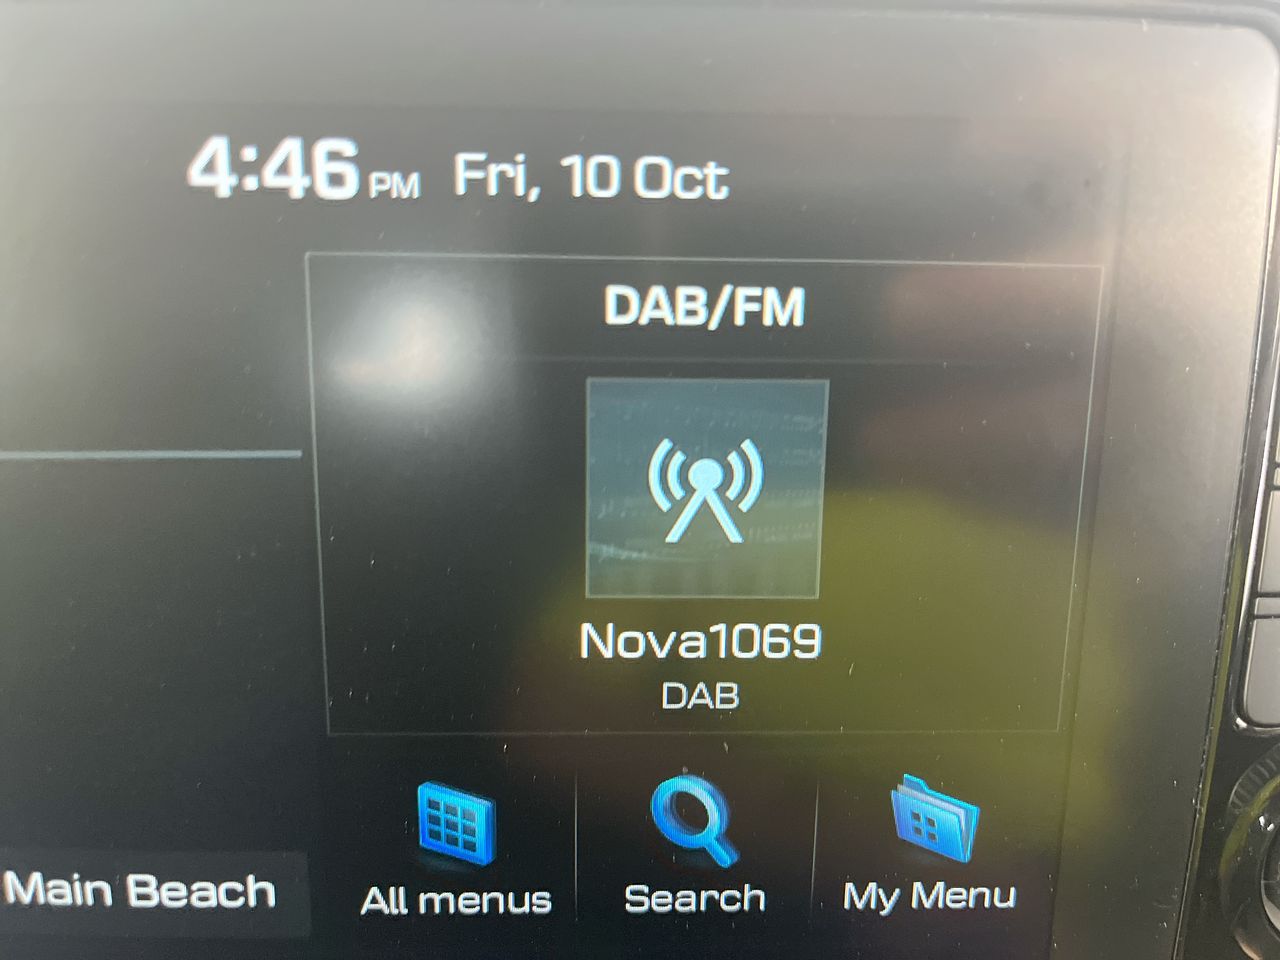 4:46 PM Fri, 10 Oct
DAB/FM
Nova1069
DAB
Main Beach
All menus
Search
My Menu